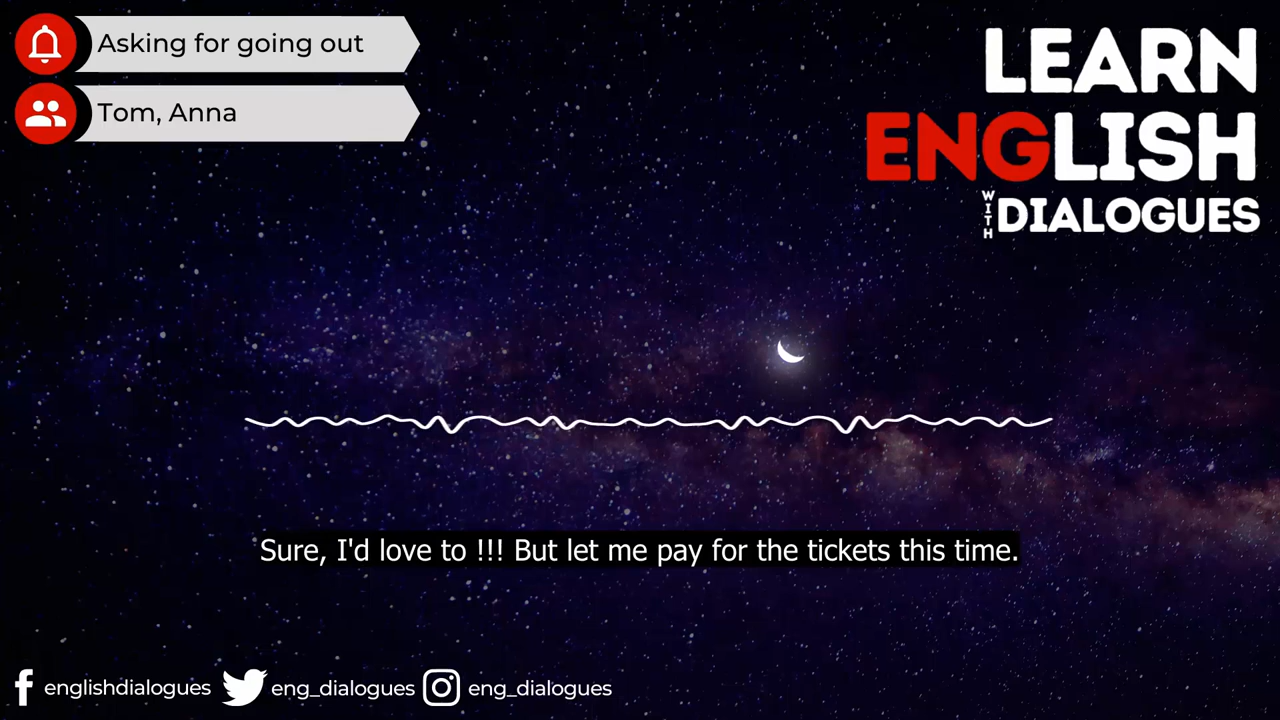 Asking for going out
Tom, Anna
LEARN
ENGLISH
WITH DIALOGUES
Sure, I'd love to !!! But let me pay for the tickets this time.
englishdialogues eng_dialogues eng_dialogues